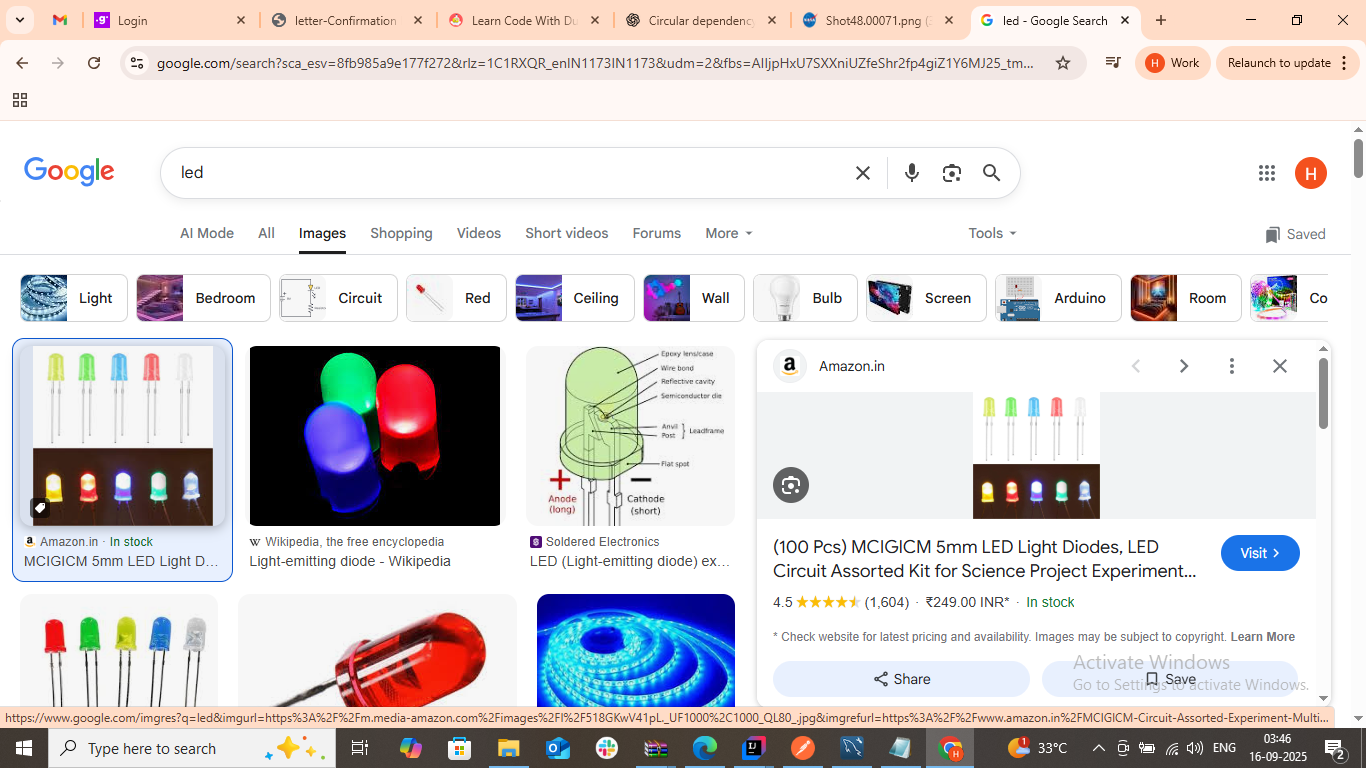 Login
letter-Confirmation
Learn Code With Du
Circular dependency
Shot48.00071.png (
led - Google Search
google.com/search?sca_esv=8fb985a9e177f272&rlz=1C1RXQR_enIN1173IN1173&udm=2&fbs=AIIjpHxU7SXXniUZfeShr2fp4giZ1Y6MJ25_tm...
H
Work
Relaunch to update
Google
led
H
AI Mode
All
Images
Shopping
Videos
Short videos
Forums
More
Tools
Saved
Light
Bedroom
Circuit
Red
Ceiling
Wall
Bulb
Screen
Arduino
Room
Co
Epoxy lens/case
Wire bond
Reflective cavity
Semiconductor die
Anvil
Post
Leadframe
Flat spot
+
−
Anode
(long)
Cathode
(short)
Amazon.in · In stock
MCIGICM 5mm LED Light D...
W Wikipedia, the free encyclopedia
Light-emitting diode - Wikipedia
Soldered Electronics
LED (Light-emitting diode) ex...
Amazon.in
(100 Pcs) MCIGICM 5mm LED Light Diodes, LED
Circuit Assorted Kit for Science Project Experiment...
Visit
4.5 (1,604) · ₹249.00 INR* · In stock
* Check website for latest pricing and availability. Images may be subject to copyright. Learn More
Share
Save
Activate Windows
Go to Settings to activate Windows.
https://www.google.com/imgres?q=led&imgurl=https%3A%2F%2Fm.media-amazon.com%2Fimages%2FI%2F518GKwV41pL._UF1000%2C1000_QL80_.jpg&imgrefurl=https%3A%2F%2Fwww.amazon.in%2FMCIGICM-Circuit-Assorted-Experiment-Multi...
Type here to search
1
33°C
ENG
03:46
16-09-2025
2